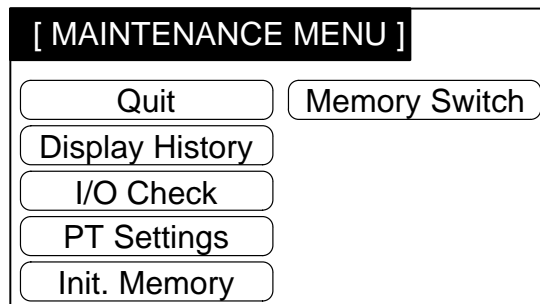 [ MAINTENANCE MENU ]
Quit
Memory Switch
Display History
I/O Check
PT Settings
Init. Memory